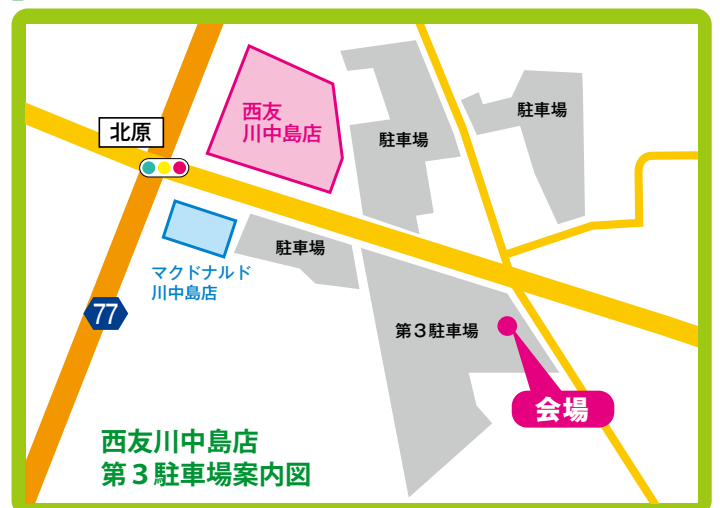 北原
西友
川中島店
駐車場
駐車場
駐車場
マクドナルド
川中島店
77
第３駐車場
会場
西友川中島店
第３駐車場案内図